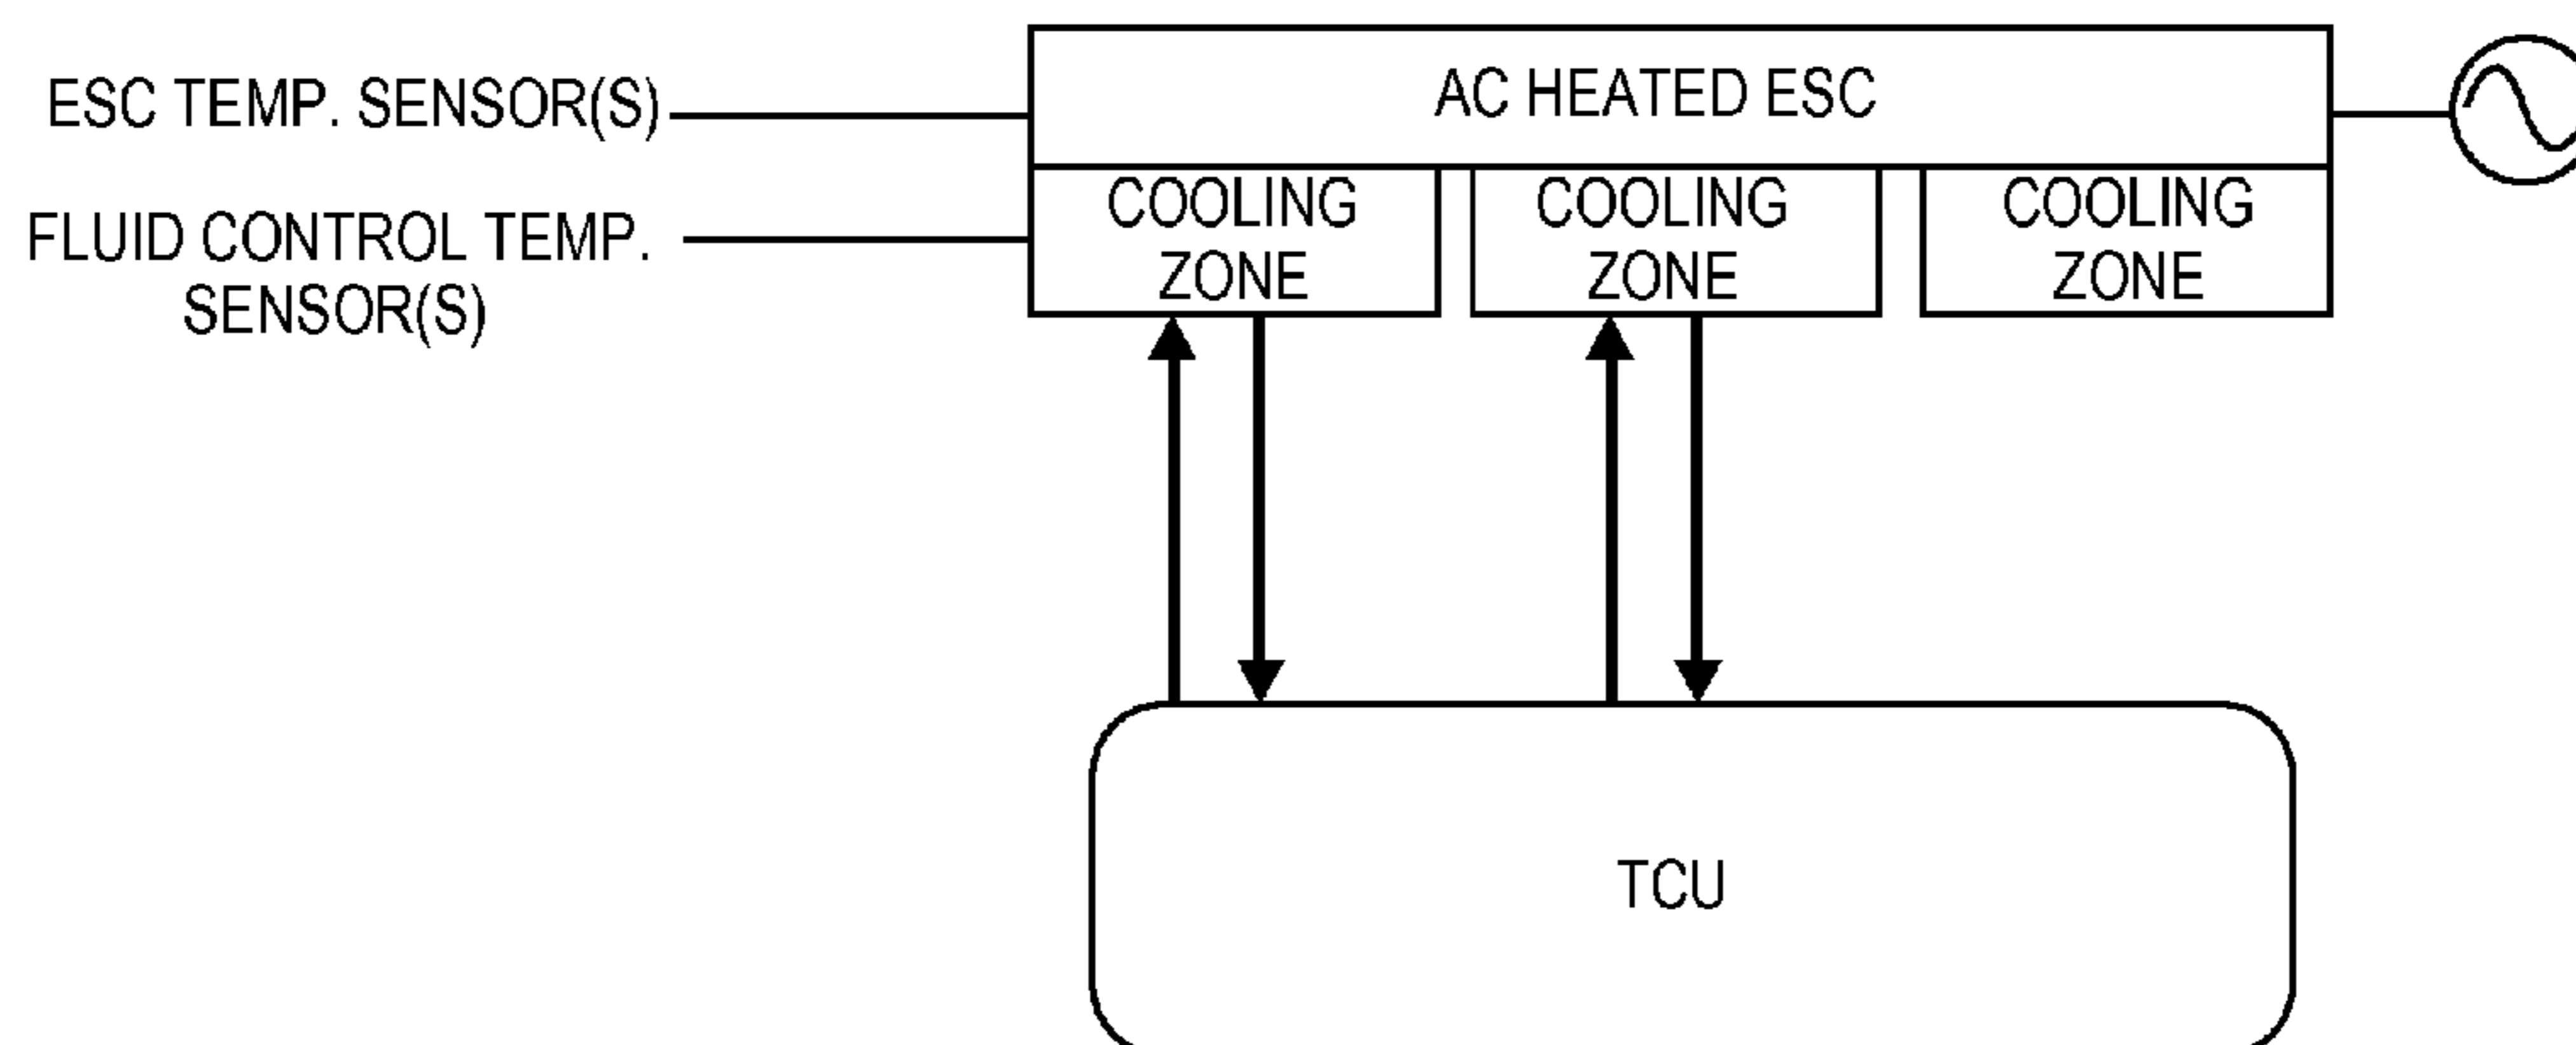 AC HEATED ESC
ESC TEMP. SENSOR(S)
FLUID CONTROL TEMP.
SENSOR(S)
COOLING
ZONE
COOLING
ZONE
COOLING
ZONE
TCU